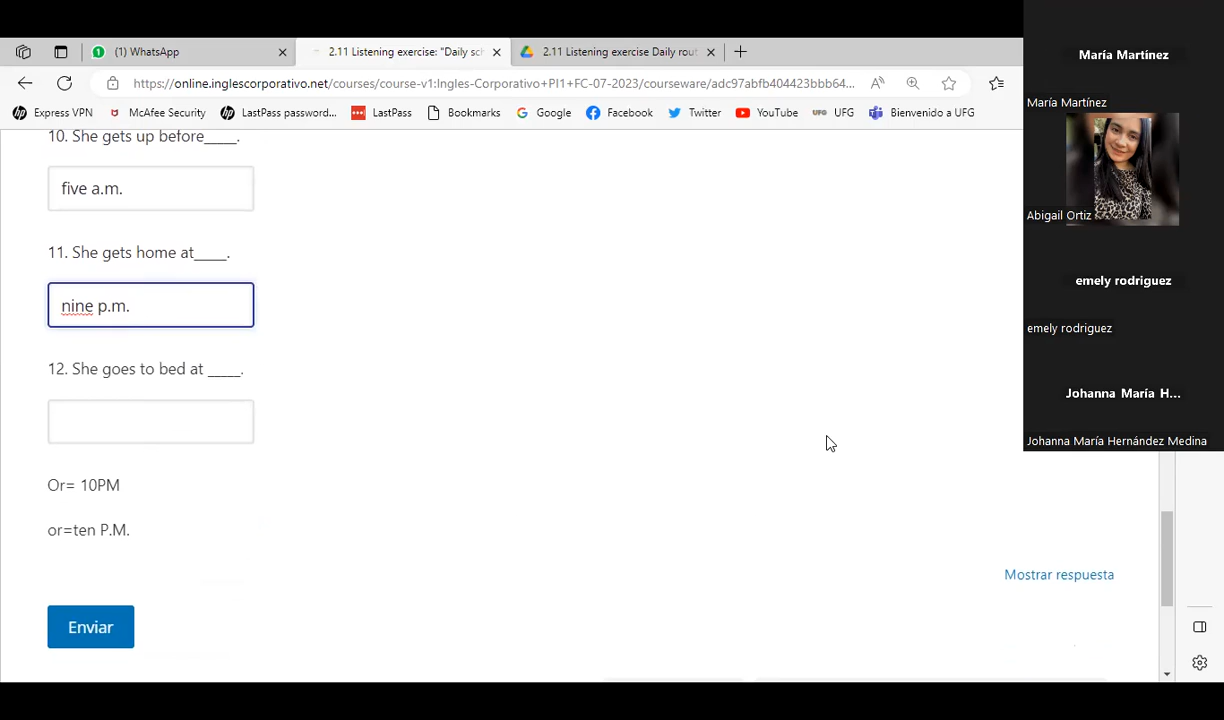 (1) WhatsApp
2.11 Listening exercise: "Daily sch
2.11 Listening exercise Daily rout
https://online.inglescorporativo.net/courses/course-v1:Ingles-Corporativo+PI1+FC-07-2023/courseware/adc97abfb404423bbb64...
Express VPN
McAfee Security
LastPass password...
LastPass
Bookmarks
Google
Facebook
Twitter
YouTube
UFG
UFG
Bienvenido a UFG
10. She gets up before_____.
five a.m.
11. She gets home at____.
nine p.m.
12. She goes to bed at _____.
Or= 10PM
or=ten P.M.
Mostrar respuesta
Enviar
María Martínez
María Martínez
Abigail Ortiz
emely rodriguez
emely rodriguez
Johanna María H...
Johanna María Hernández Medina